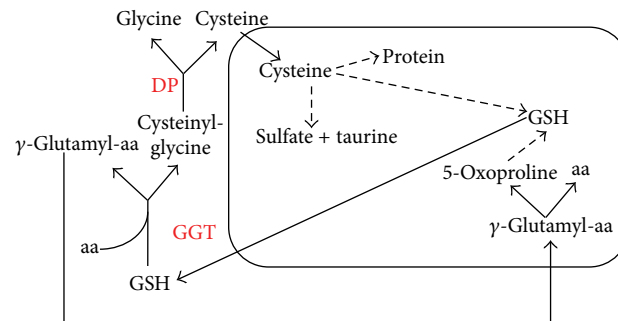 Glycine
Cysteine
Cysteine
Protein
DP
Cysteinyl-
glycine
Sulfate + taurine
GSH
γ-Glutamyl-aa
5-Oxoproline
aa
γ-Glutamyl-aa
GGT
aa
GSH